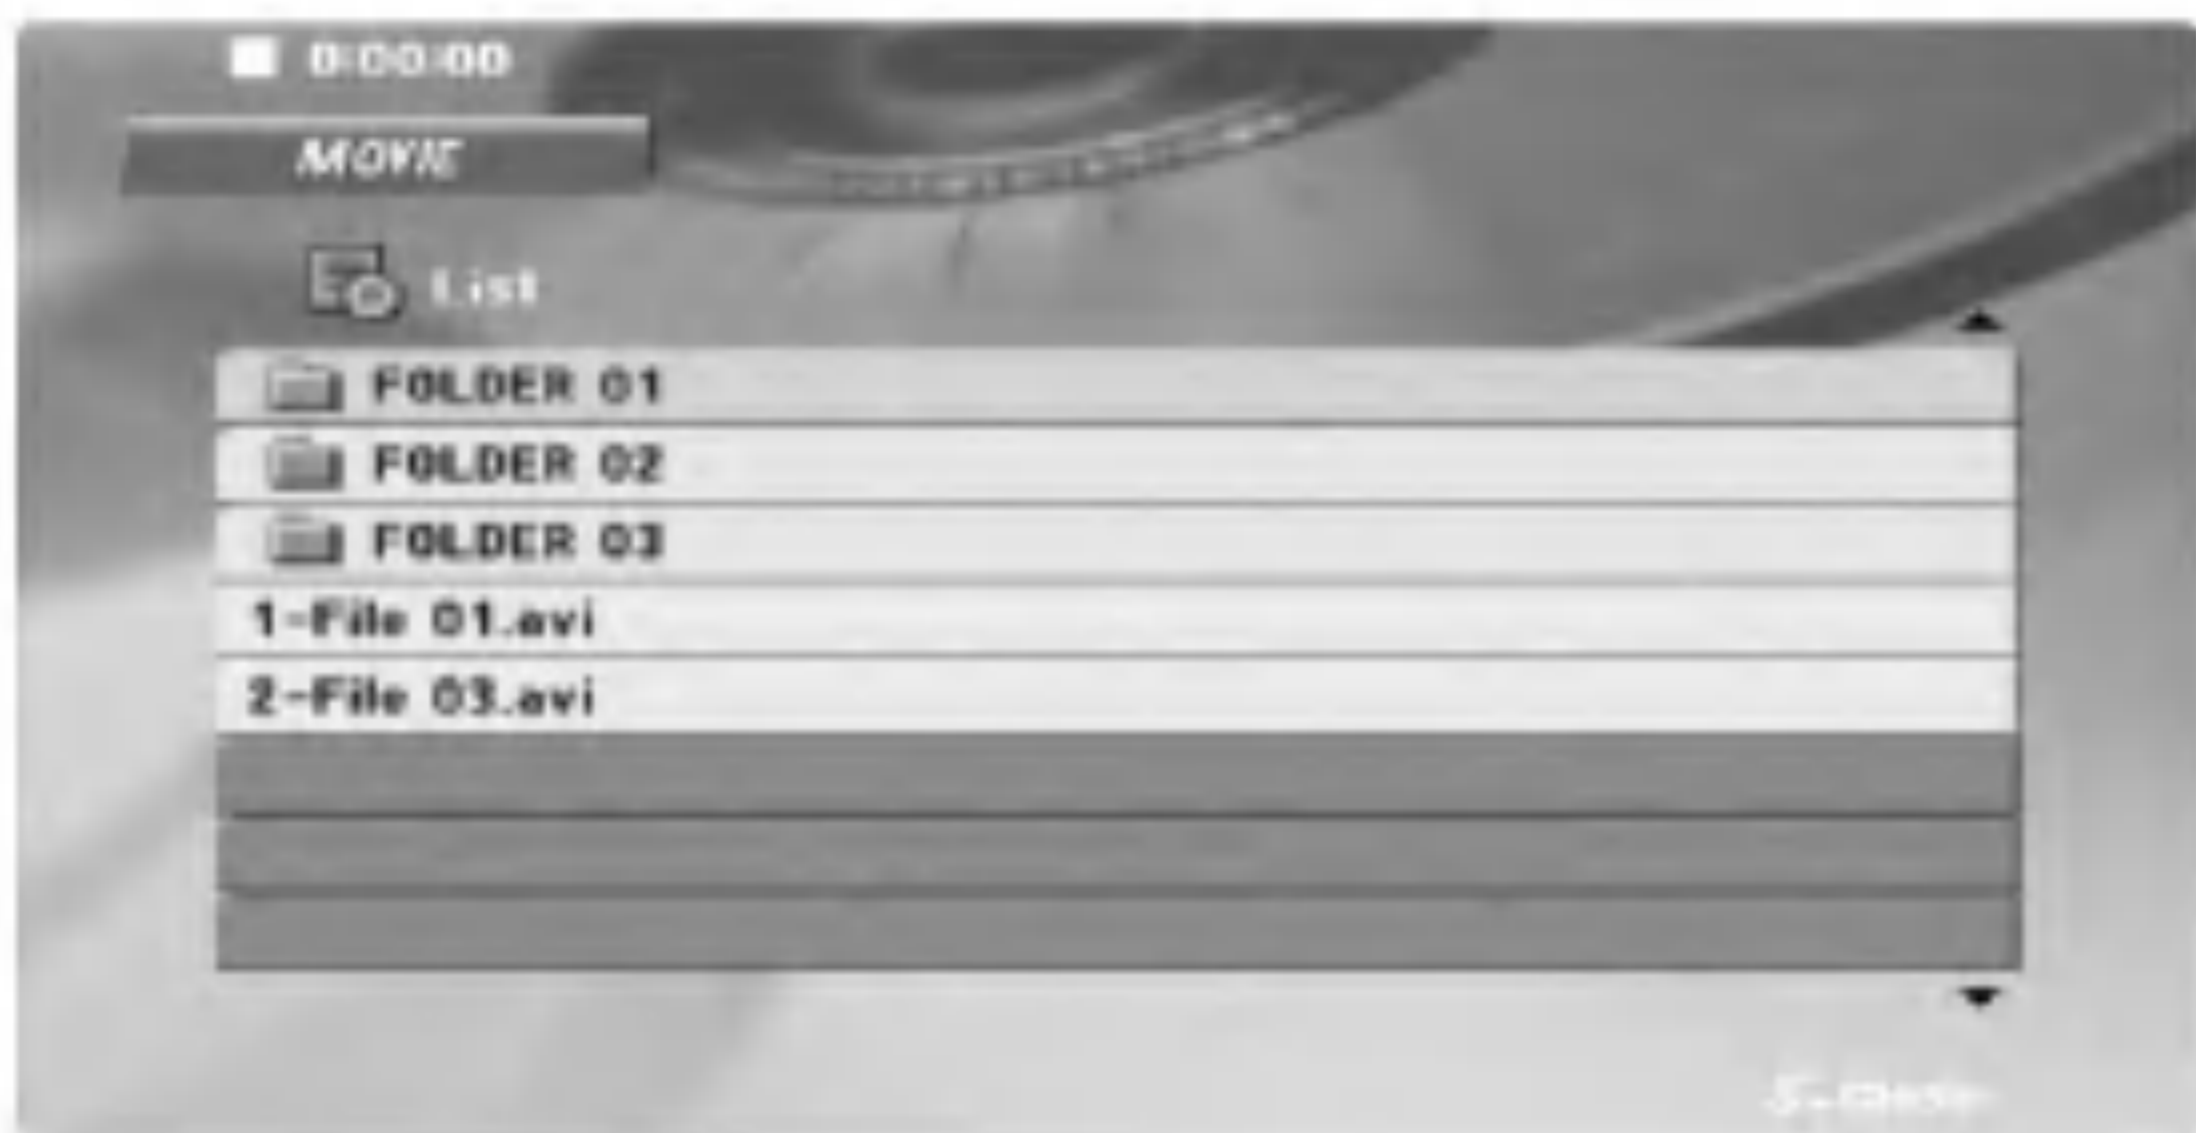 0:00:00
MOVIE
List
FOLDER 01
FOLDER 02
FOLDER 03
1-File 01.avi
2-File 03.avi